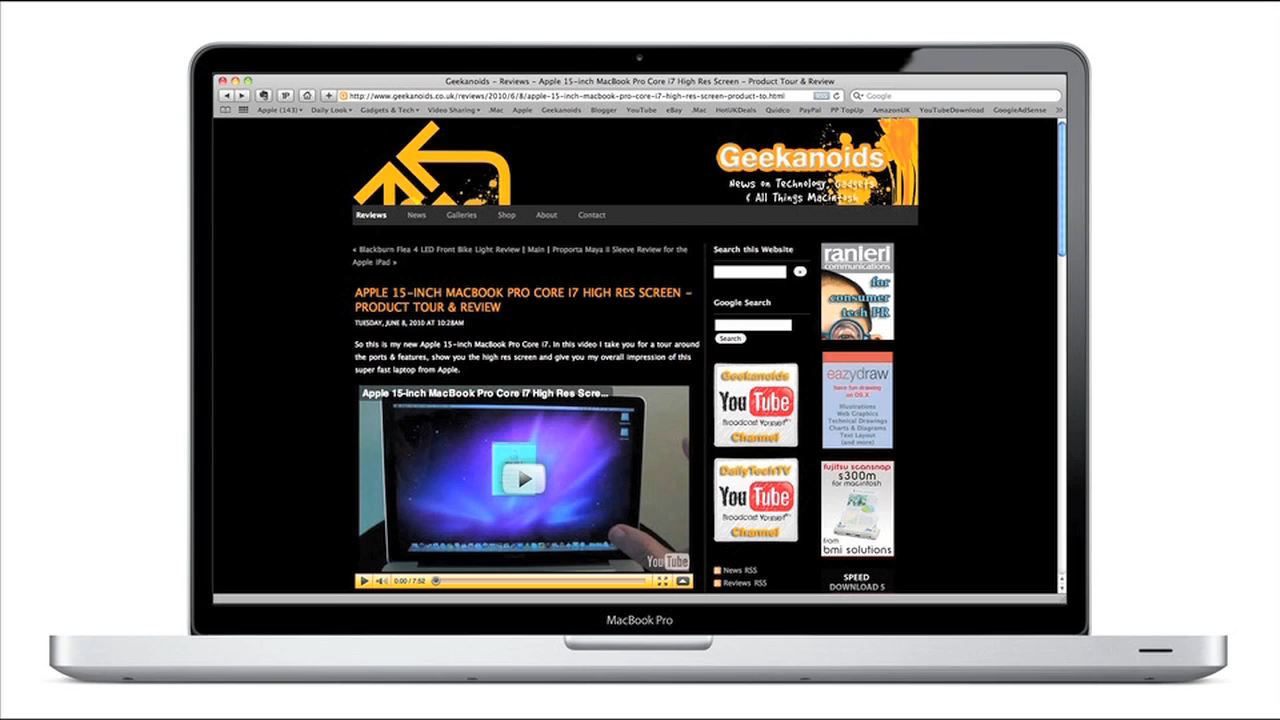 Geekanoids - Reviews - Apple 15-inch MacBook Pro Core i7 High Res Screen - Product Tour & Review
http://www.geekanoids.co.uk/reviews/2010/6/8/apple-15-inch-macbook-pro-core-i7-high-res-screen-product-to.html
Google
Apple (143) Daily Look Gadgets & Tech Video Sharing .Mac Apple Geekanoids Blogger YouTube eBay .Mac HotUKDeals Quidco PayPal PP TopUp AmazonUK YouTubeDownload GoogleAdSense
Geekanoids
News on Technology, Gadgets
& All Things Macintosh
Reviews News Galleries Shop About Contact
« Blackburn Flea 4 LED Front Bike Light Review | Main | Proporta Maya II Sleeve Review for the
Apple iPad »
APPLE 15-INCH MACBOOK PRO CORE I7 HIGH RES SCREEN -
PRODUCT TOUR & REVIEW
TUESDAY, JUNE 8, 2010 AT 10:28AM
So this is my new Apple 15-inch MacBook Pro Core i7. In this video I take you for a tour around
the ports & features, show you the high res screen and give you my overall impression of this
super fast laptop from Apple.
Apple 15-inch MacBook Pro Core i7 High Res Scre...
YouTube
0:00 / 7:52
Search this Website
Google Search
Search
Geekanoids
YouTube
Broadcast Yourself
Channel
DailyTechTV
YouTube
Broadcast Yourself
Channel
News RSS
Reviews RSS
ranieri
communications
for
consumer
tech PR
eazydraw
have fun drawing
on OS X
Illustrations
Web Graphics
Technical Drawings
Charts & Diagrams
Text Layout
(and more)
fujitsu scansnap
s300m
for macintosh
from
bmi solutions
SPEED
DOWNLOAD 5
MacBook Pro